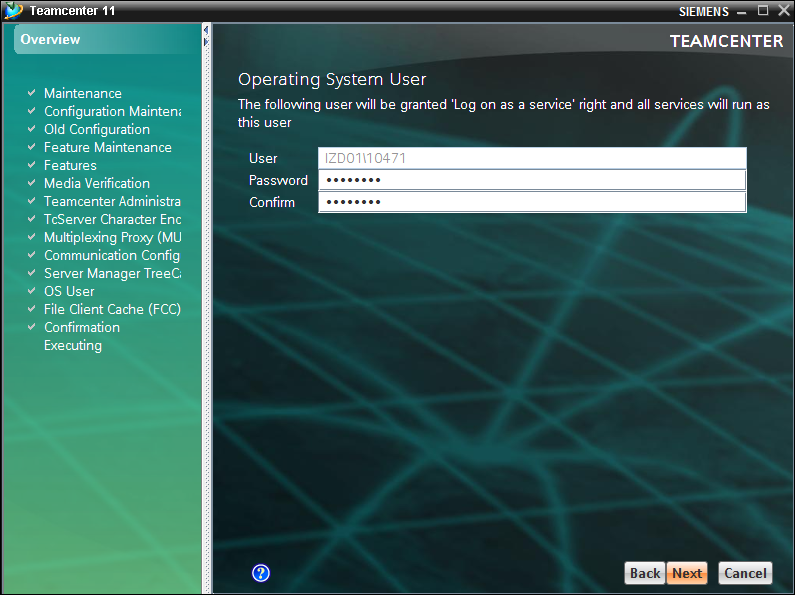 Teamcenter 11
SIEMENS
Overview
TEAMCENTER
Maintenance
Configuration Maintena
Old Configuration
Feature Maintenance
Features
Media Verification
Teamcenter Administra
TcServer Character Enc
Multiplexing Proxy (MU
Communication Config
Server Manager TreeCa
OS User
File Client Cache (FCC)
Confirmation
Executing
Operating System User
The following user will be granted 'Log on as a service' right and all services will run as
this user
User IZD01\10471
Password ••••••••
Confirm ••••••••
?
Back Next Cancel